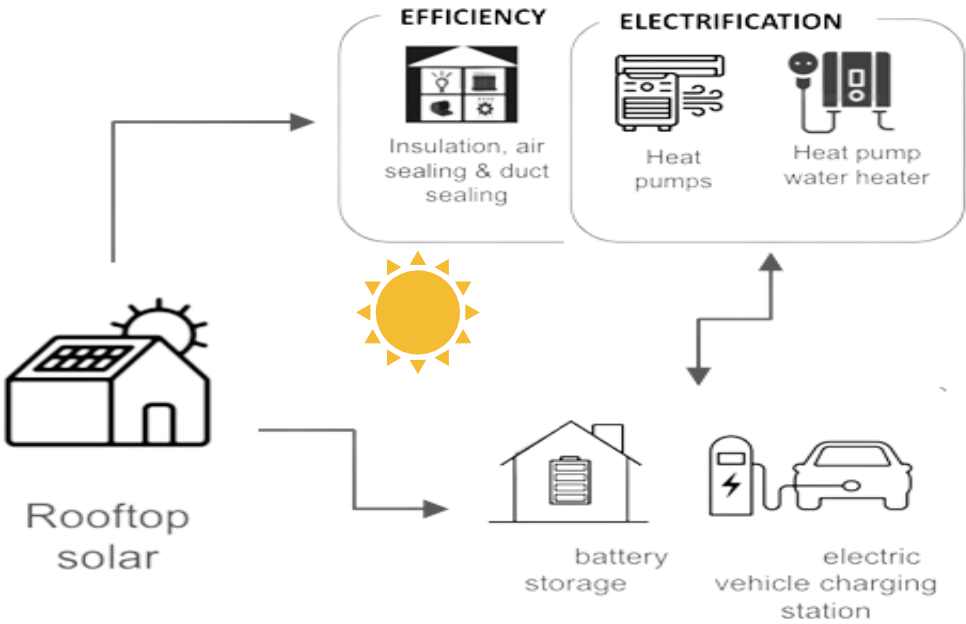 EFFICIENCY
Insulation, air
sealing & duct
sealing
ELECTRIFICATION
Heat
pumps
Heat pump
water heater
Rooftop
solar
battery
storage
electric
vehicle charging
station